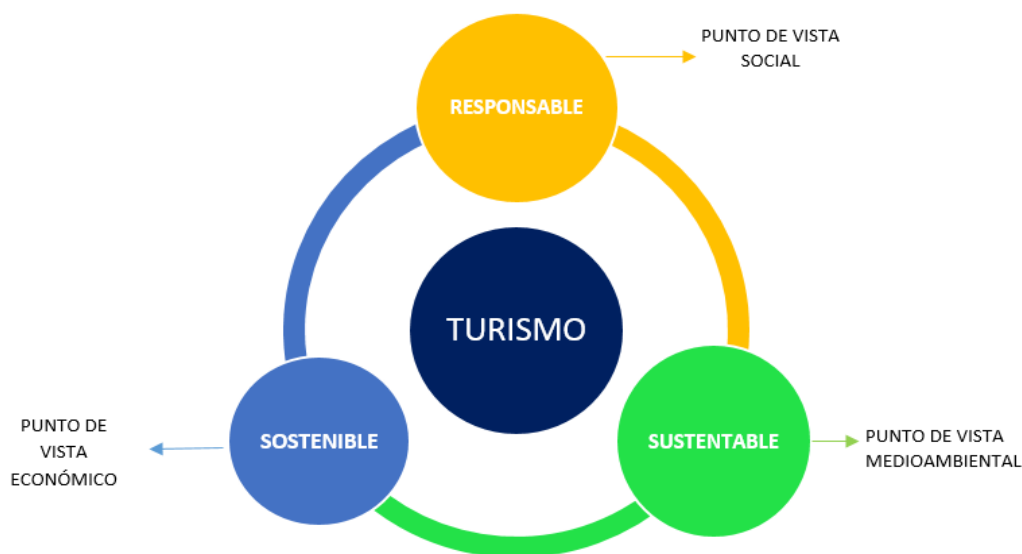 PUNTO DE VISTA
SOCIAL
RESPONSABLE
TURISMO
PUNTO DE
VISTA
ECONÓMICO
SOSTENIBLE
SUSTENTABLE
PUNTO DE VISTA
MEDIOAMBIENTAL